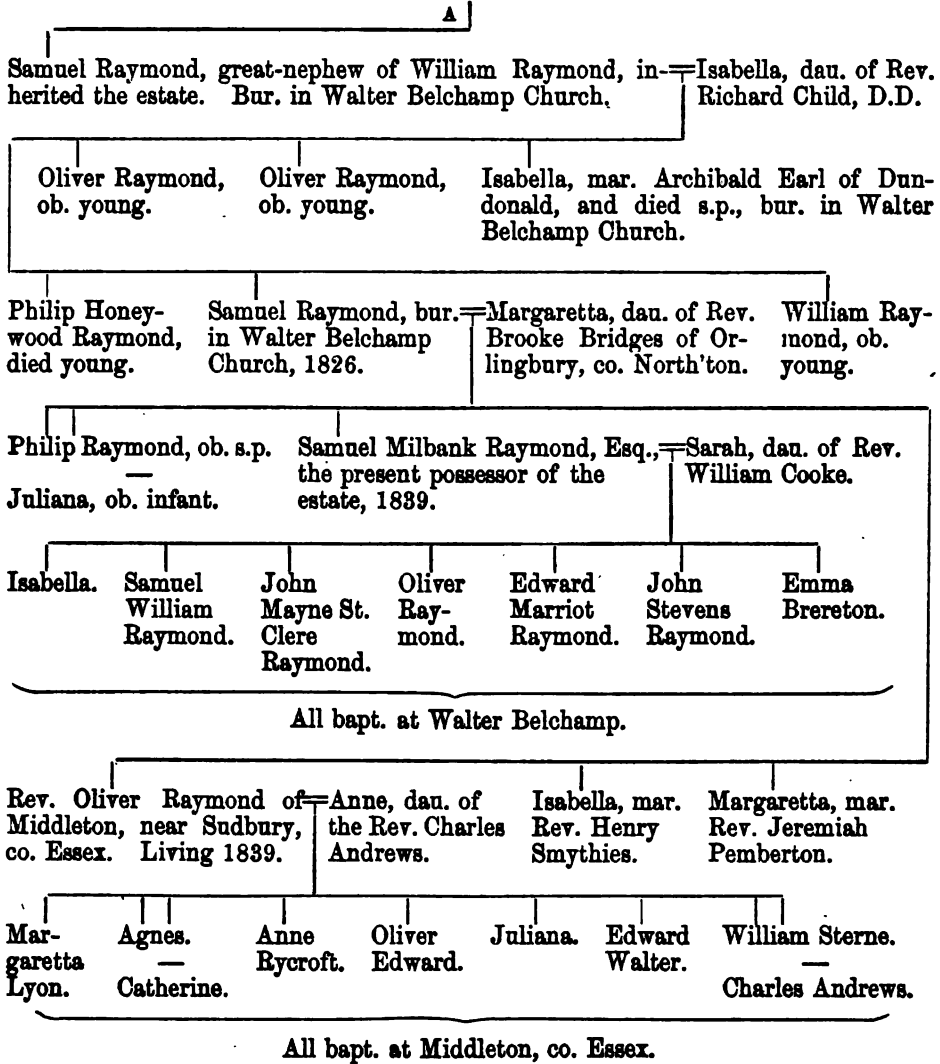 A
Samuel Raymond, great-nephew of William Raymond, in-
herited the estate. Bur. in Walter Belchamp Church.
Isabella, dau. of Rev.
Richard Child, D.D.
Oliver Raymond,
ob. young.
Oliver Raymond,
ob. young.
Isabella, mar. Archibald Earl of Dun-
donald, and died s.p., bur. in Walter
Belchamp Church.
Philip Honey-
wood Raymond,
died young.
Samuel Raymond, bur.
in Walter Belchamp
Church, 1826.
Margaretta, dau. of Rev.
Brooke Bridges of Or-
lingbury, co. North'ton.
William Ray-
mond, ob.
young.
Philip Raymond, ob. s.p.
—
Juliana, ob. infant.
Samuel Milbank Raymond, Esq.,
the present possessor of the
estate, 1839.
Sarah, dau. of Rev.
William Cooke.
Isabella.
Samuel
William
Raymond.
John
Mayne St.
Clere
Raymond.
Oliver
Ray-
mond.
Edward
Marriot
Raymond.
John
Stevens
Raymond.
Emma
Brereton.
All bapt. at Walter Belchamp.
Rev. Oliver Raymond of
Middleton, near Sudbury,
co. Essex. Living 1839.
Anne, dau. of
the Rev. Charles
Andrews.
Isabella, mar.
Rev. Henry
Smythies.
Margaretta, mar.
Rev. Jeremiah
Pemberton.
Mar-
garetta
Lyon.
Agnes.
—
Catherine.
Anne
Rycroft.
Oliver
Edward.
Juliana.
Edward
Walter.
William Sterne.
—
Charles Andrews.
All bapt. at Middleton, co. Essex.